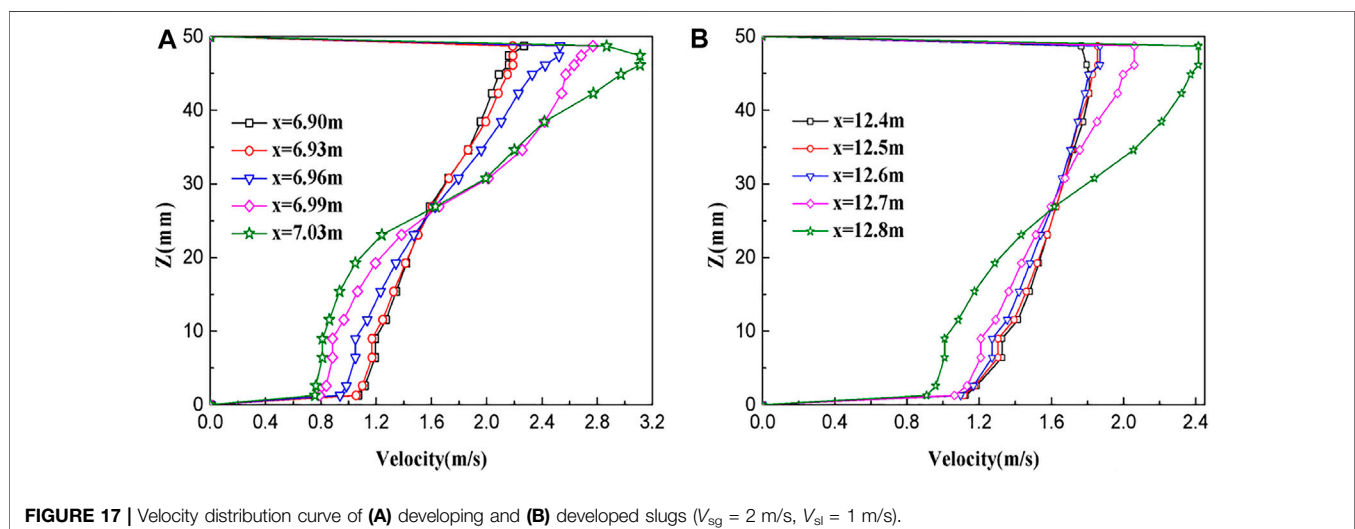 A
50
40
30
20
10
0
Z(mm)
x=6.90m
x=6.93m
x=6.96m
x=6.99m
x=7.03m
0.0 0.4 0.8 1.2 1.6 2.0 2.4 2.8 3.2
Velocity(m/s)
B
50
40
30
20
10
0
Z(mm)
x=12.4m
x=12.5m
x=12.6m
x=12.7m
x=12.8m
0.0 0.4 0.8 1.2 1.6 2.0 2.4
Velocity(m/s)
FIGURE 17 | Velocity distribution curve of (A) developing and (B) developed slugs (Vsg = 2 m/s, Vsl = 1 m/s).